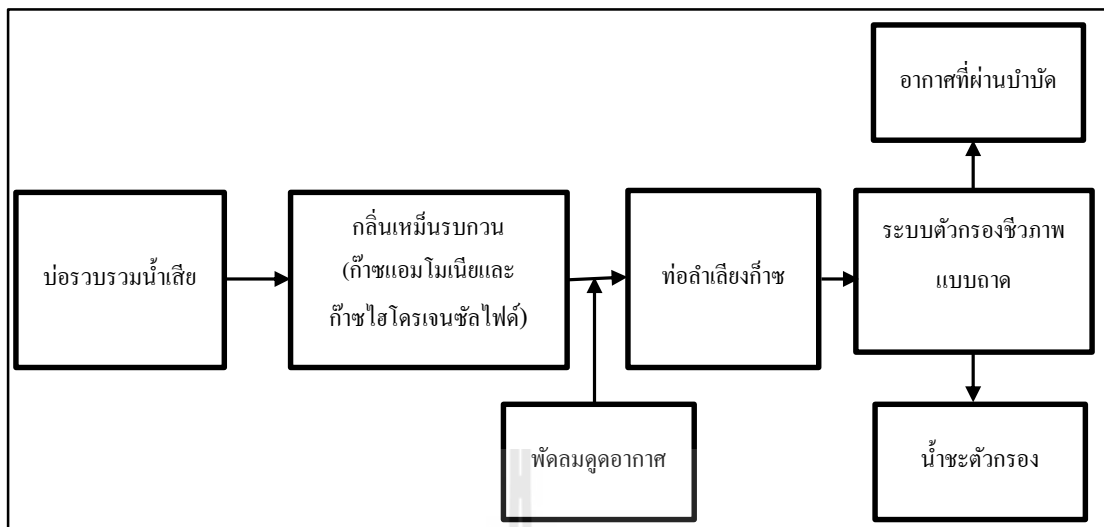 อากาศที่ผ่านบำบัด
บ่อรวบรวมน้ำเสีย
กลิ่นเหม็นรบกวน
(ก๊าซแอมโมเนียและ
ก๊าซไฮโดรเจนซัลไฟด์)
ท่อลำเลียงก๊าซ
ระบบตัวกรองชีวภาพ
แบบถาด
พัดลมดูดอากาศ
น้ำชะตัวกรอง